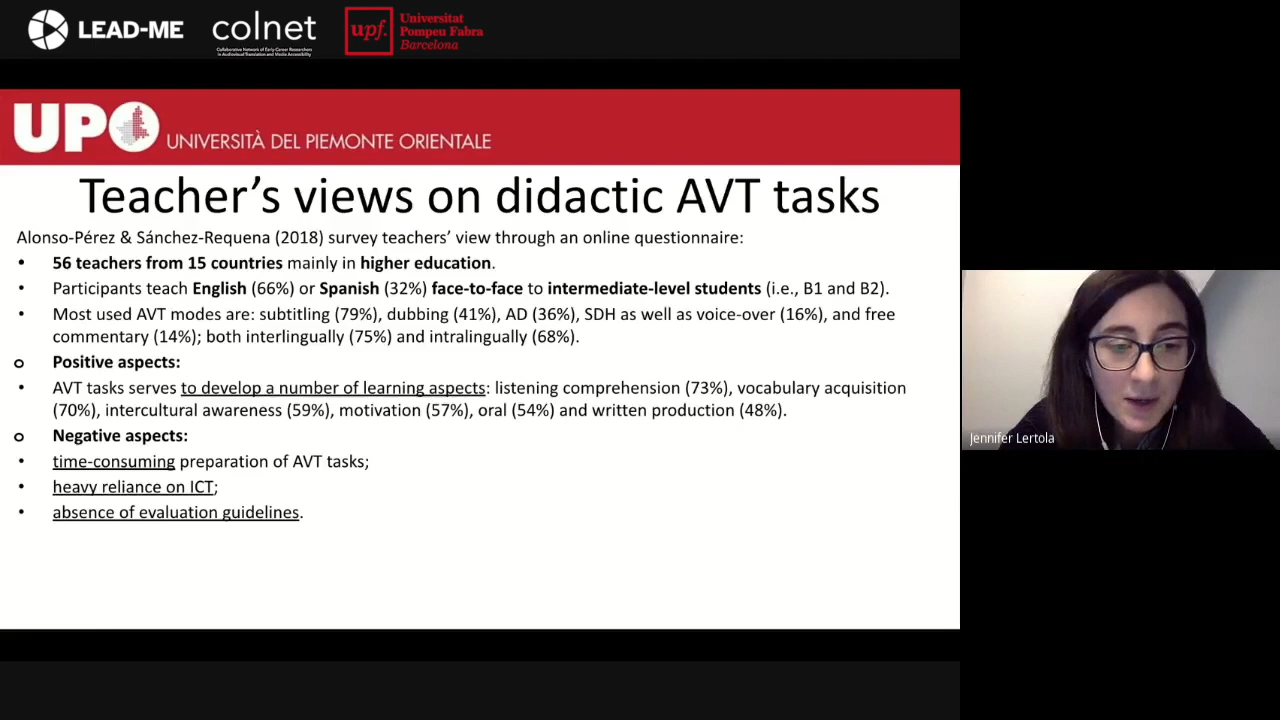 LEAD-ME
colnet
Collaborative Network of Early-Career Researchers
in Audiovisual Translation and Media Accessibility
upf.
Universitat
Pompeu Fabra
Barcelona
UPO UNIVERSITÀ DEL PIEMONTE ORIENTALE
Teacher's views on didactic AVT tasks
Alonso-Pérez & Sánchez-Requena (2018) survey teachers' view through an online questionnaire:
• 56 teachers from 15 countries mainly in higher education.
• Participants teach English (66%) or Spanish (32%) face-to-face to intermediate-level students (i.e., B1 and B2).
• Most used AVT modes are: subtitling (79%), dubbing (41%), AD (36%), SDH as well as voice-over (16%), and free
commentary (14%); both interlingually (75%) and intralingually (68%).
o Positive aspects:
• AVT tasks serves to develop a number of learning aspects: listening comprehension (73%), vocabulary acquisition
(70%), intercultural awareness (59%), motivation (57%), oral (54%) and written production (48%).
o Negative aspects:
• time-consuming preparation of AVT tasks;
• heavy reliance on ICT;
• absence of evaluation guidelines.
Jennifer Lertola